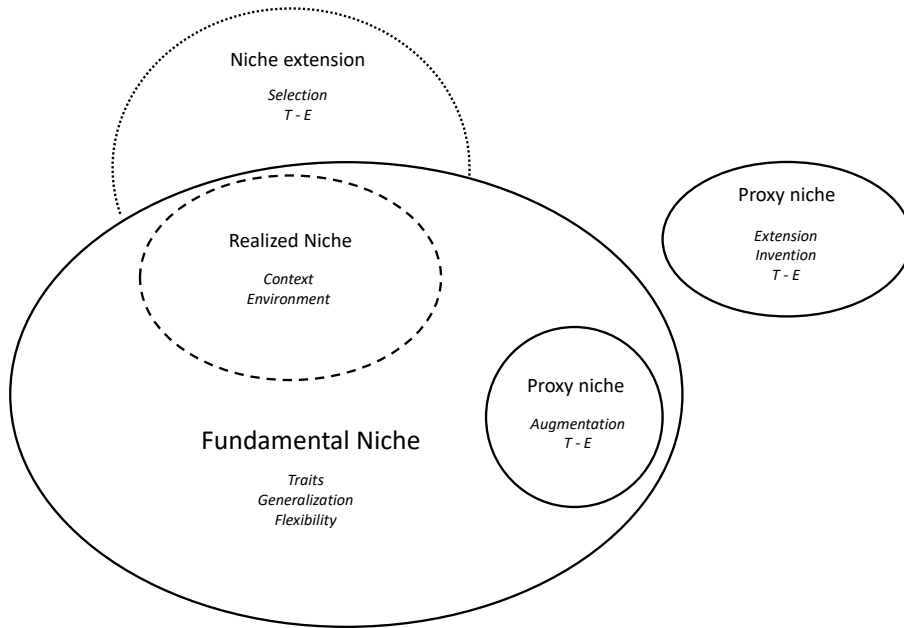 Niche extension
Selection
T - E
Proxy niche
Extension
Invention
T - E
Realized Niche
Context
Environment
Proxy niche
Augmentation
T - E
Fundamental Niche
Traits
Generalization
Flexibility